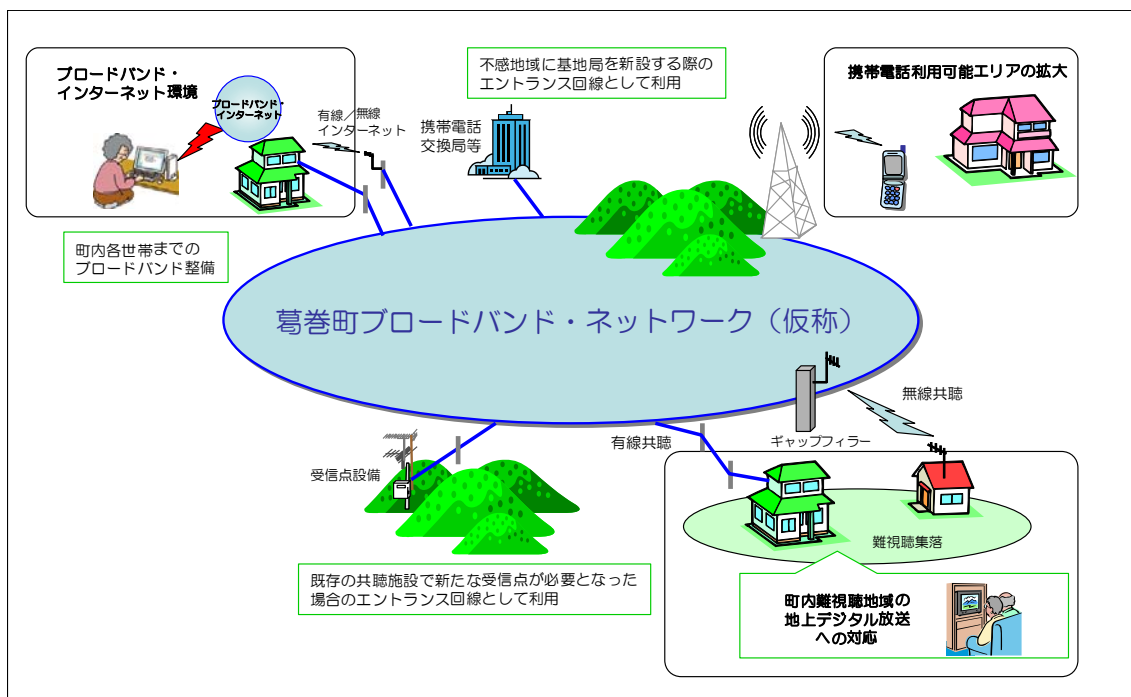 ブロードバンド・
インターネット環境
ブロードバンド・
インターネット
有線／無線
インターネット
町内各世帯までの
ブロードバンド整備
不感地域に基地局を新設する際の
エントランス回線として利用
携帯電話
交換局等
携帯電話利用可能エリアの拡大
葛巻町ブロードバンド・ネットワーク（仮称）
無線共聴
ギャップフィラー
有線共聴
受信点設備
難視聴集落
既存の共聴施設で新たな受信点が必要となった
場合のエントランス回線として利用
町内難視聴地域の
地上デジタル放送
への対応